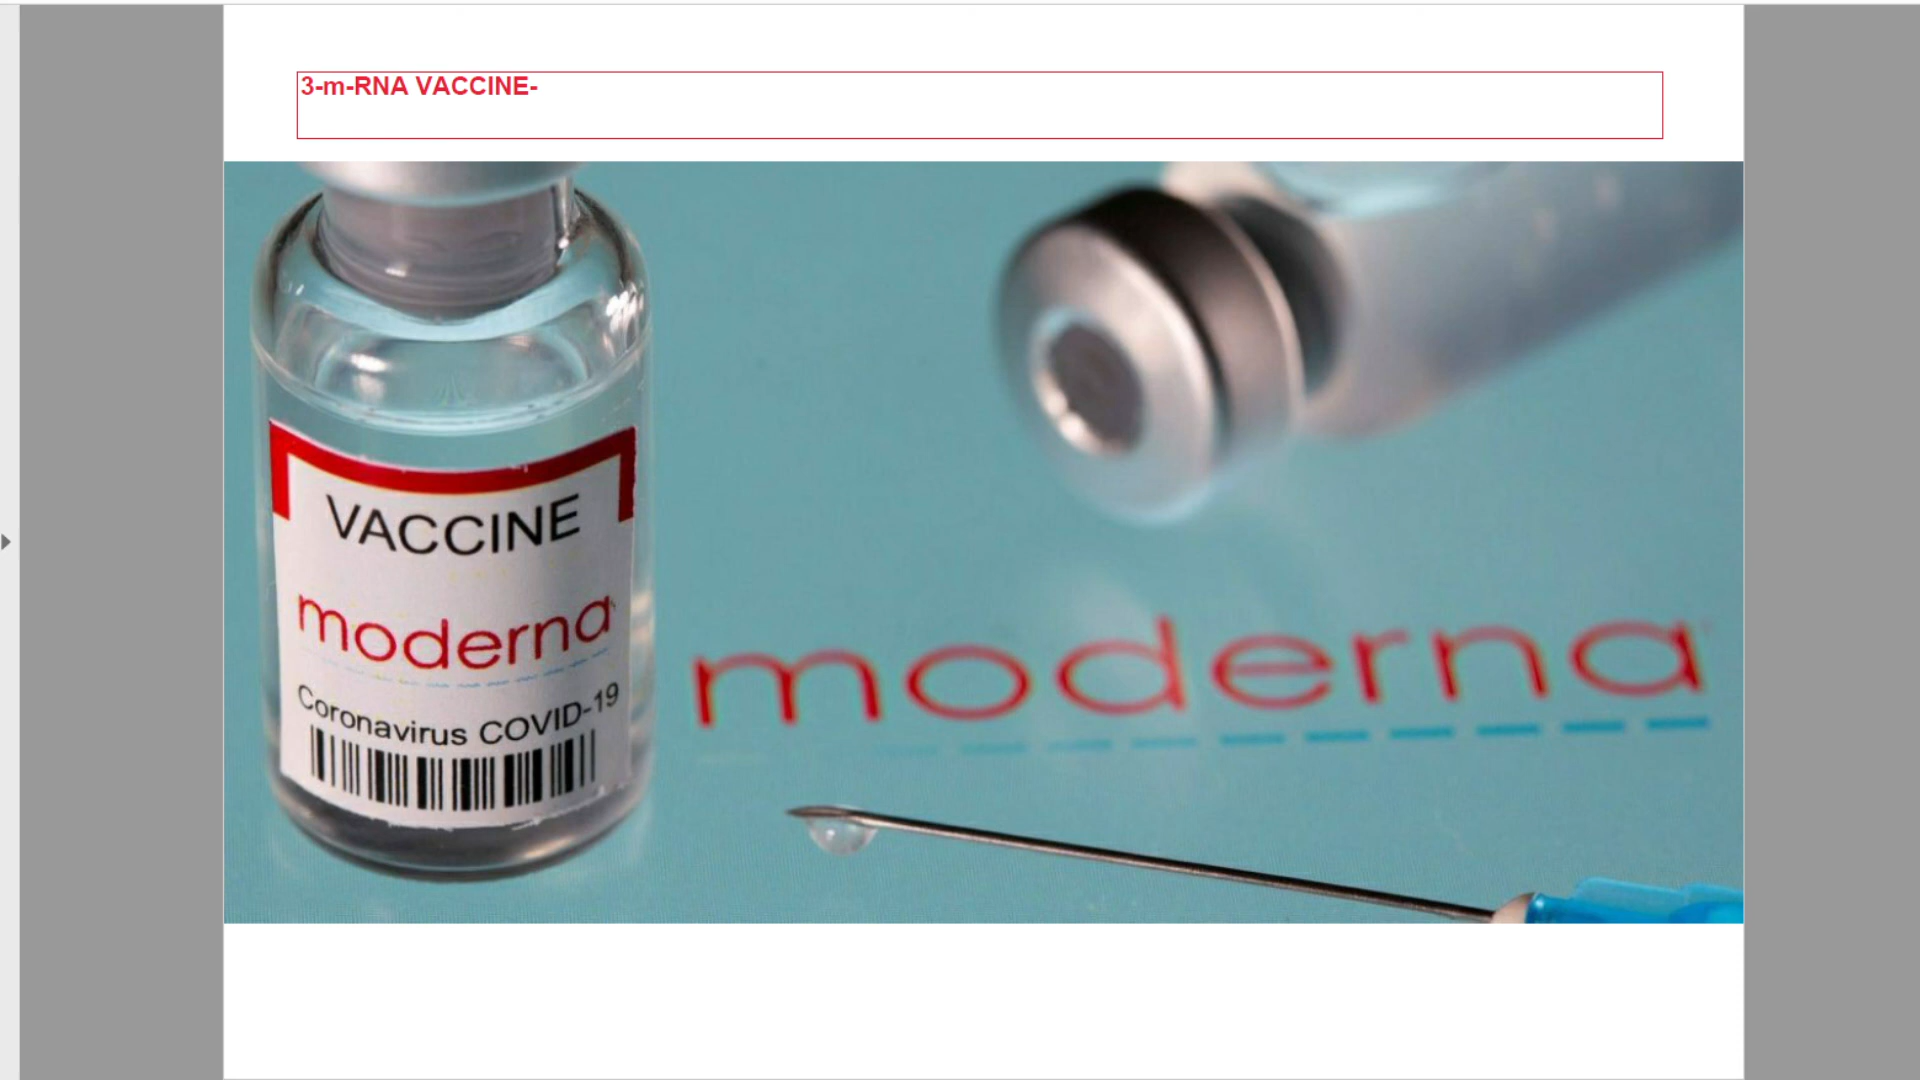 3-m-RNA VACCINE-
VACCINE
moderna
Coronavirus COVID-19
moderna